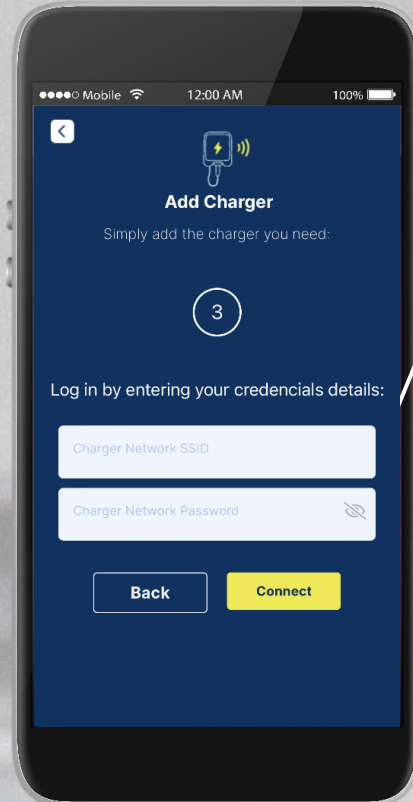 Mobile 12:00 AM 100%
Add Charger
Simply add the charger you need:
3
Log in by entering your credencials details:
Charger Network SSID
Charger Network Password
Back Connect